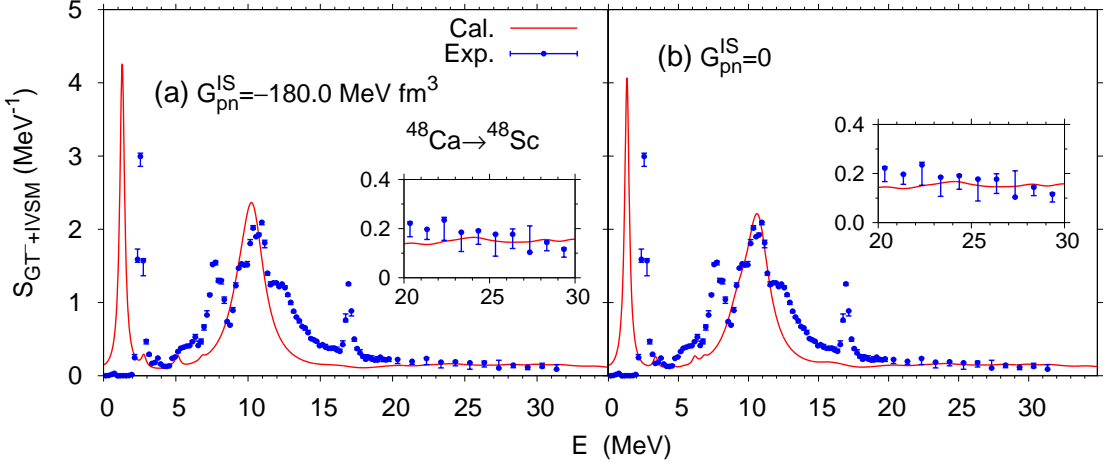 5
4
3
2
1
0
S_GT⁻+IVSM (MeV⁻¹)
Cal.
Exp.
(a) G_pn^IS=−180.0 MeV fm³
⁴⁸Ca→⁴⁸Sc
0.4
0.2
0.0
20 25 30
(b) G_pn^IS=0
0.4
0.2
0.0
20 25 30
0 5 10 15 20 25 30
0 5 10 15 20 25 30
E (MeV)